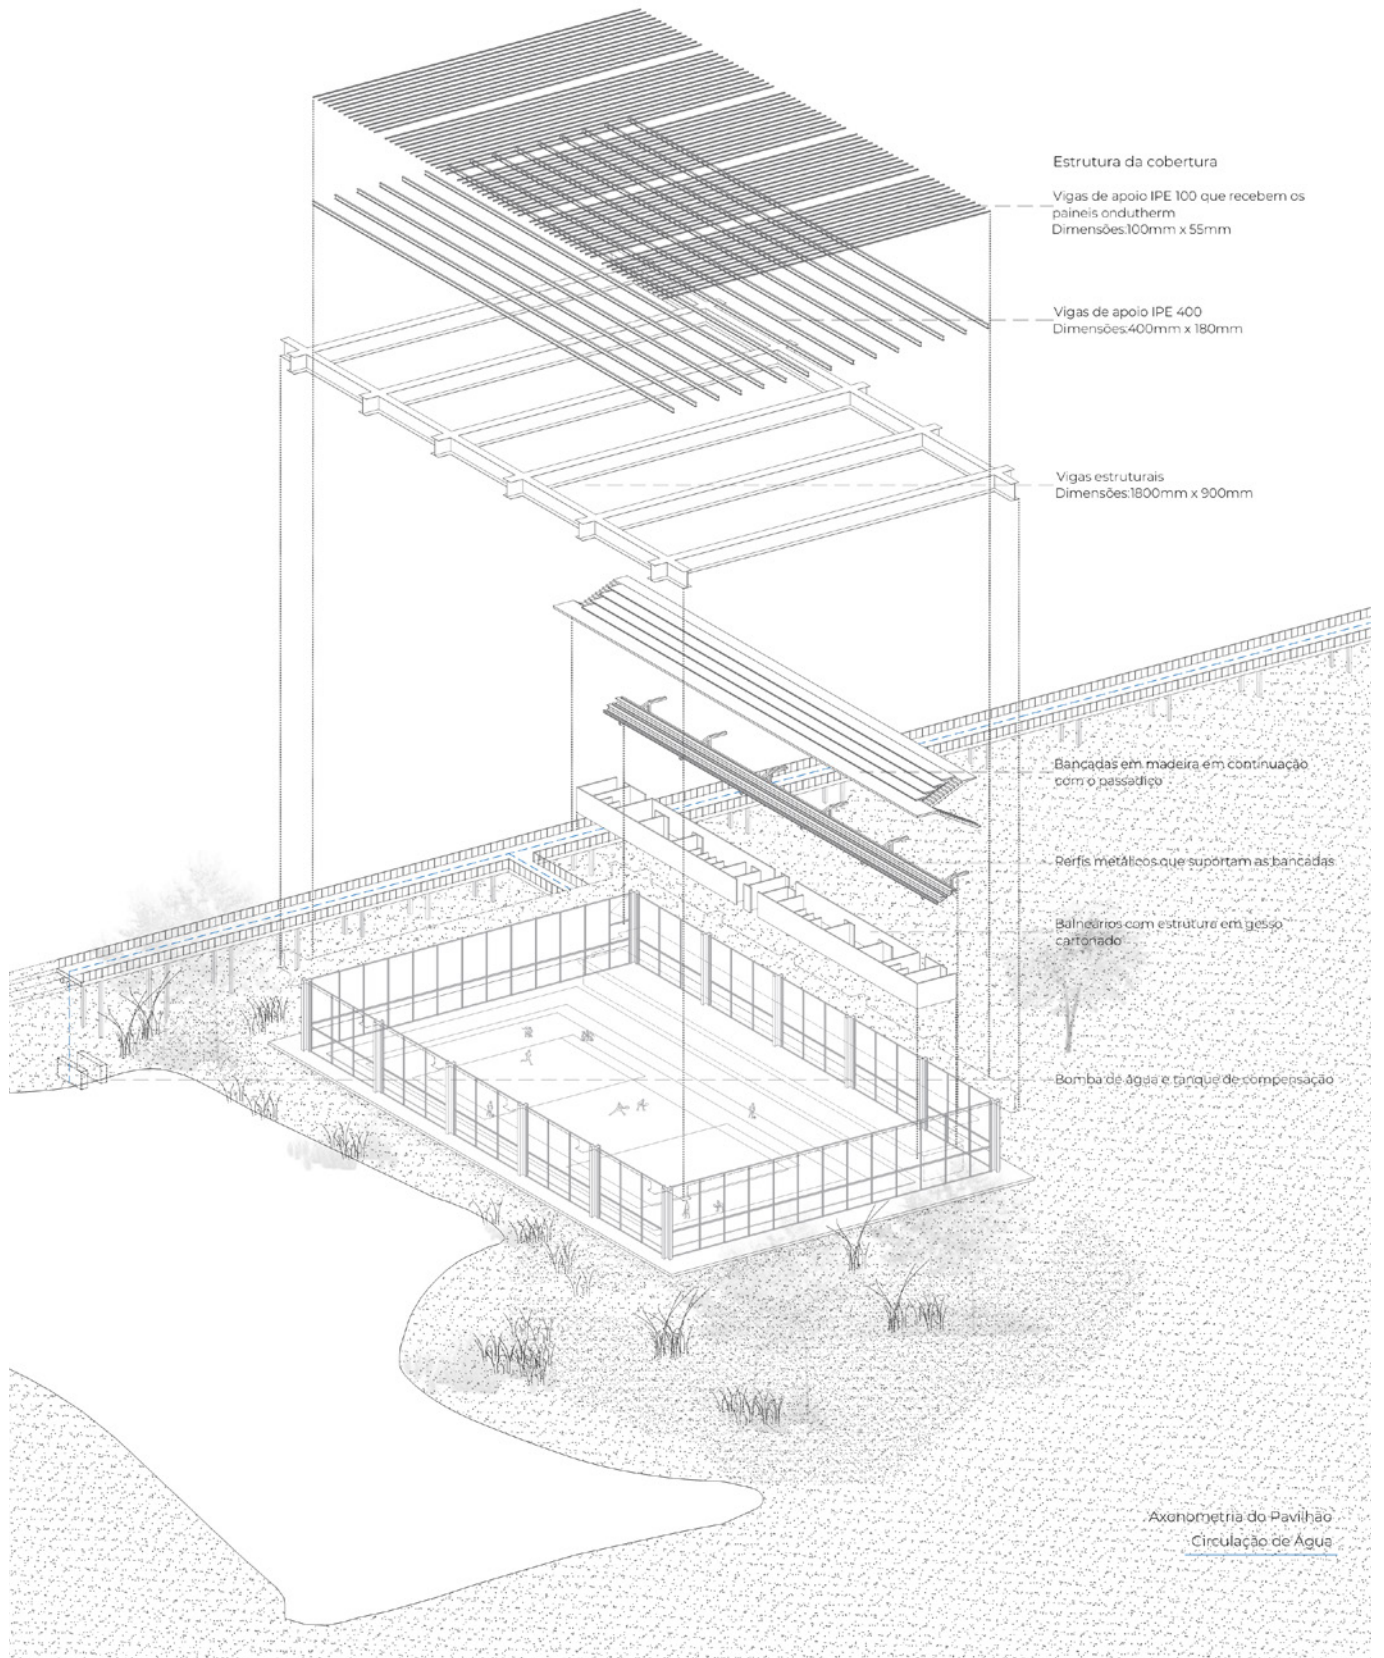 Estrutura da cobertura
Vigas de apoio IPE 100 que recebem os
paineis ondutherm
Dimensões:100mm x 55mm
Vigas de apoio IPE 400
Dimensões:400mm x 180mm
Vigas estruturais
Dimensões:1800mm x 900mm
Bancadas em madeira em continuação
com o passadiço
Perfis metálicos que suportam as bancadas
Balneários com estrutura em gesso
cartonado
Bomba de água e tanque de compensação
Axonometria do Pavilhão
Circulação de Água